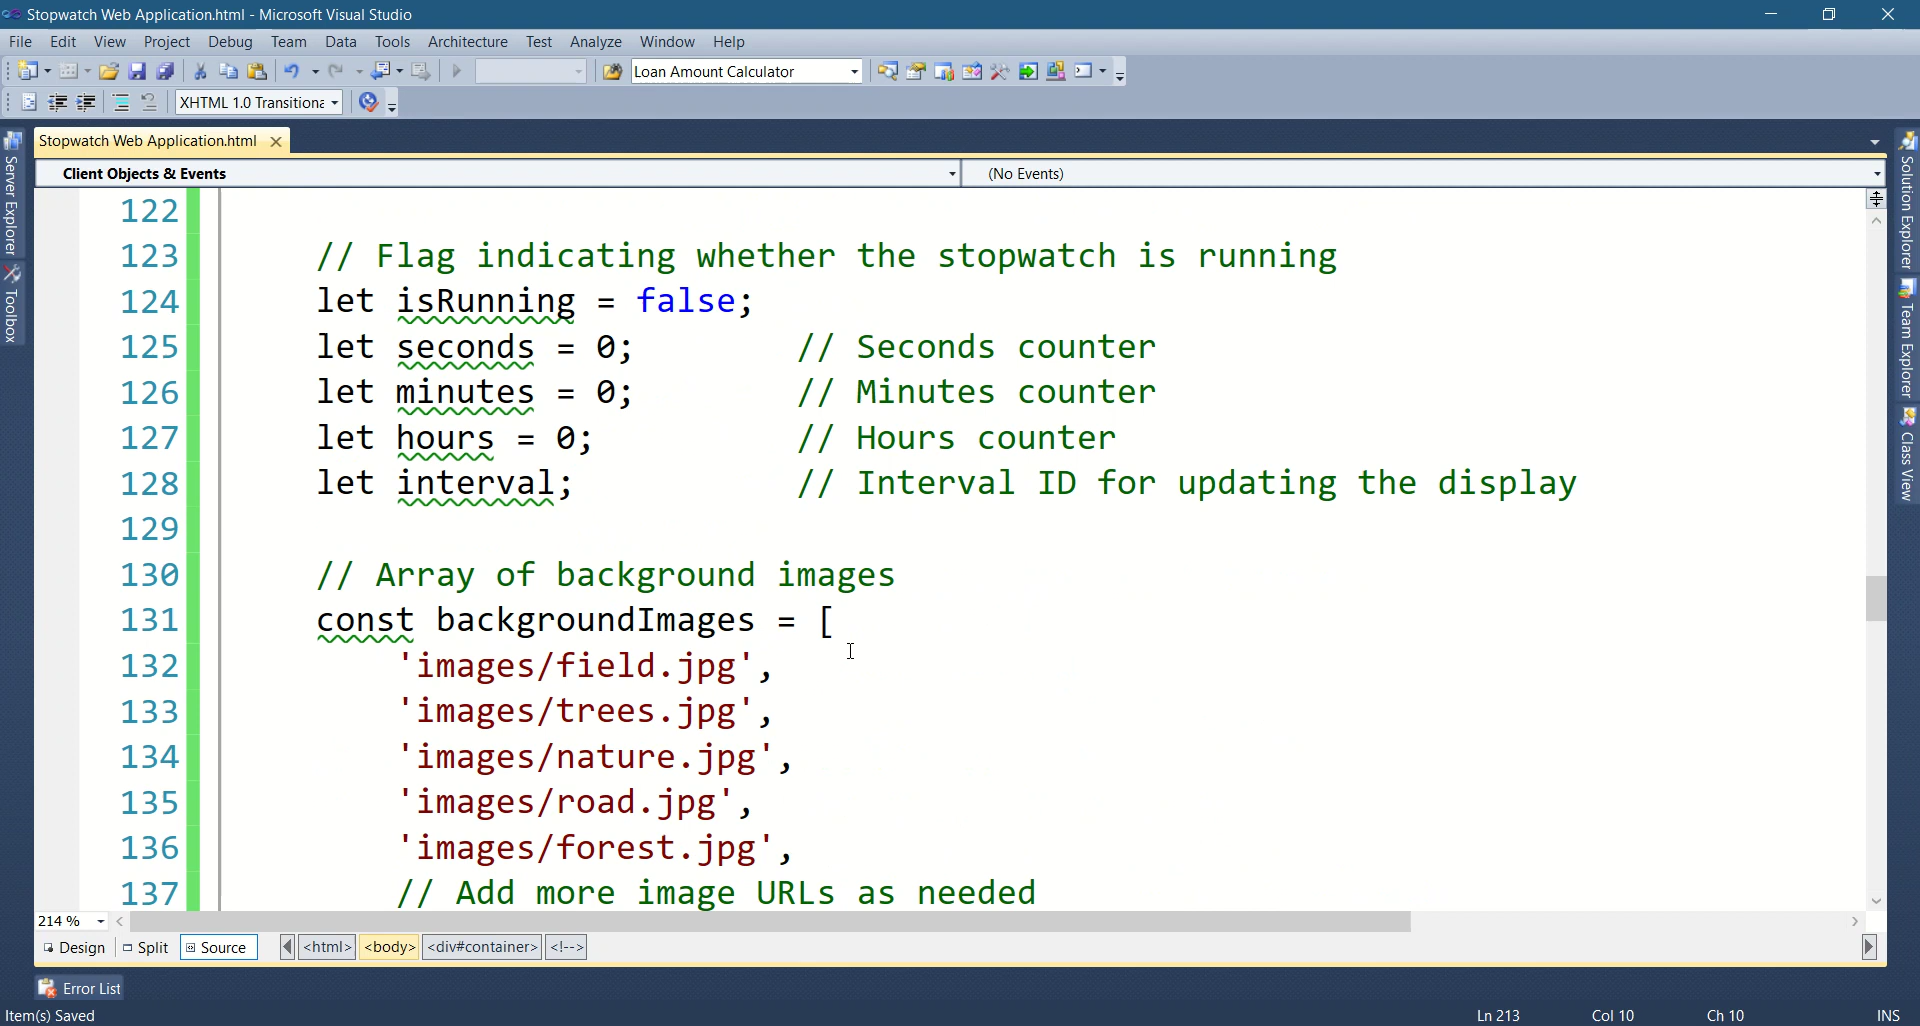 Stopwatch Web Application.html - Microsoft Visual Studio
File Edit View Project Debug Team Data Tools Architecture Test Analyze Window Help
Loan Amount Calculator
XHTML 1.0 Transitiona
Stopwatch Web Application.html
Client Objects & Events (No Events)
Server Explorer
Toolbox
Solution Explorer
Team Explorer
Class View
122
123 // Flag indicating whether the stopwatch is running
124 let isRunning = false;
125 let seconds = 0; // Seconds counter
126 let minutes = 0; // Minutes counter
127 let hours = 0; // Hours counter
128 let interval; // Interval ID for updating the display
129
130 // Array of background images
131 const backgroundImages = [
132 'images/field.jpg',
133 'images/trees.jpg',
134 'images/nature.jpg',
135 'images/road.jpg',
136 'images/forest.jpg',
137 // Add more image URLs as needed
214 %
Design Split Source <html> <body> <div#container> <!-->
Error List
Item(s) Saved Ln 213 Col 10 Ch 10 INS